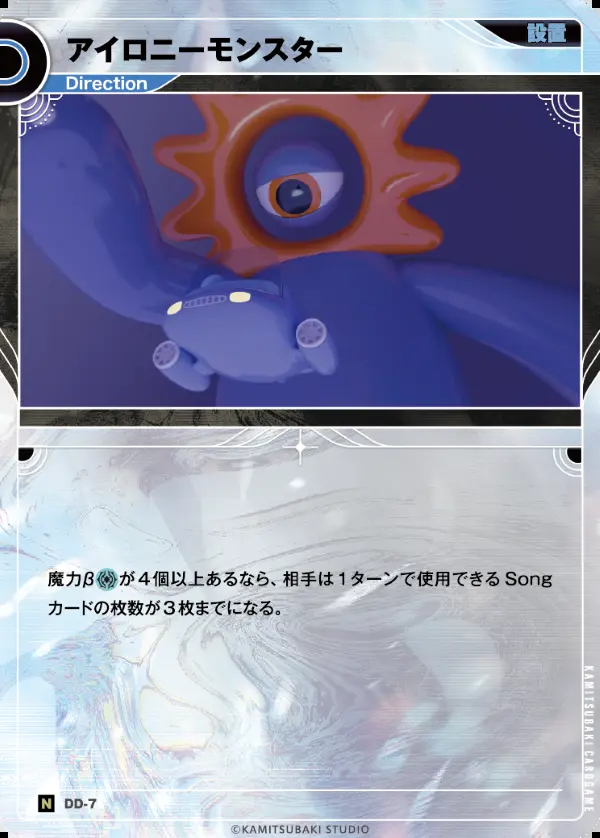 アイロニーモンスター
設置
Direction
魔力βが４個以上あるなら、相手は１ターンで使用できるSong
カードの枚数が３枚までになる。
KAMITSUBAKI CARDGAME
N DD-7
©KAMITSUBAKI STUDIO